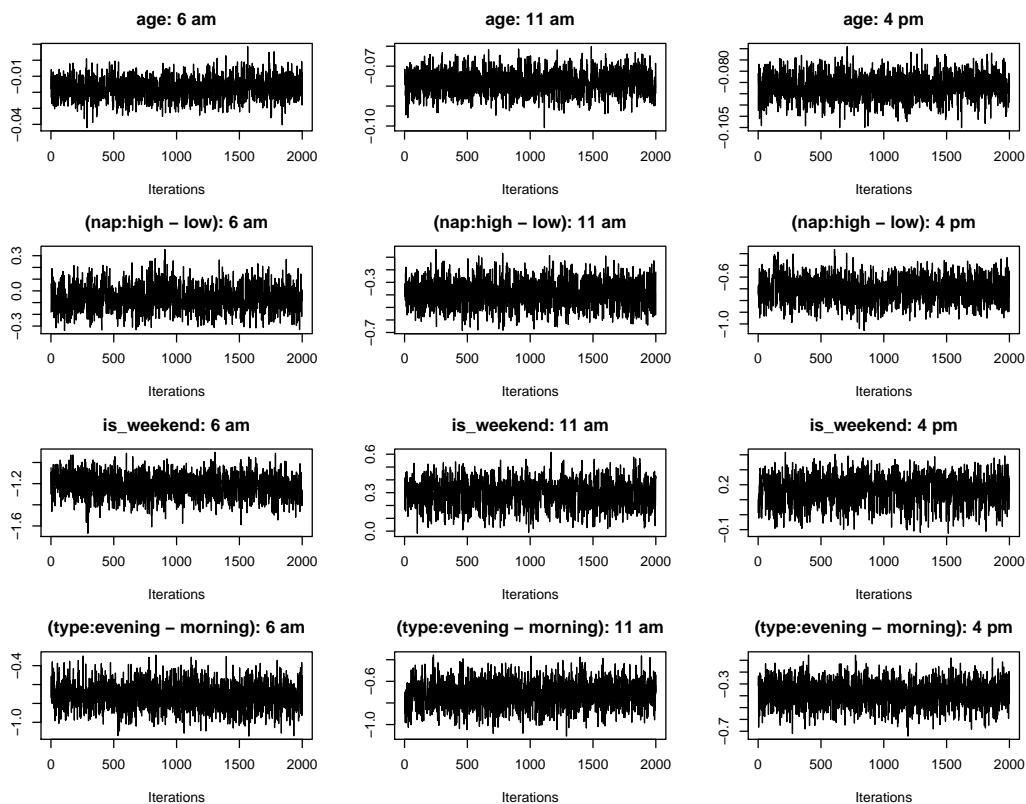 age: 6 am
age: 11 am
age: 4 pm
−0.01
−0.04
−0.07
−0.10
−0.080
−0.105
0 500 1000 1500 2000
0 500 1000 1500 2000
0 500 1000 1500 2000
Iterations
Iterations
Iterations
(nap:high − low): 6 am
(nap:high − low): 11 am
(nap:high − low): 4 pm
0.3
0.0
−0.3
−0.3
−0.7
−0.6
−1.0
0 500 1000 1500 2000
0 500 1000 1500 2000
0 500 1000 1500 2000
Iterations
Iterations
Iterations
is_weekend: 6 am
is_weekend: 11 am
is_weekend: 4 pm
−1.2
−1.6
0.6
0.3
0.0
0.2
−0.1
0 500 1000 1500 2000
0 500 1000 1500 2000
0 500 1000 1500 2000
Iterations
Iterations
Iterations
(type:evening − morning): 6 am
(type:evening − morning): 11 am
(type:evening − morning): 4 pm
−0.4
−1.0
−0.6
−1.0
−0.3
−0.7
0 500 1000 1500 2000
0 500 1000 1500 2000
0 500 1000 1500 2000
Iterations
Iterations
Iterations